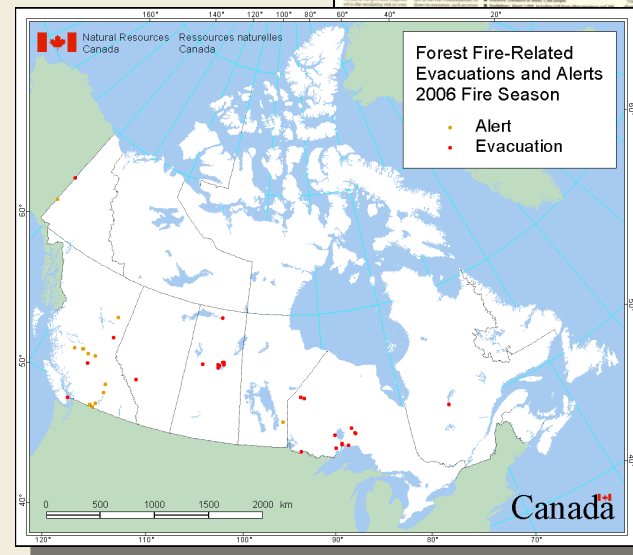 160° 140° 120° 100° 80° 60° 40° 20°
Natural Resources Ressources naturelles
Canada Canada
Forest Fire-Related
Evacuations and Alerts
2006 Fire Season
Alert
Evacuation
60°
50°
40°
0 500 1000 1500 2000 km
Canada
120° 110° 100° 90° 80° 70°